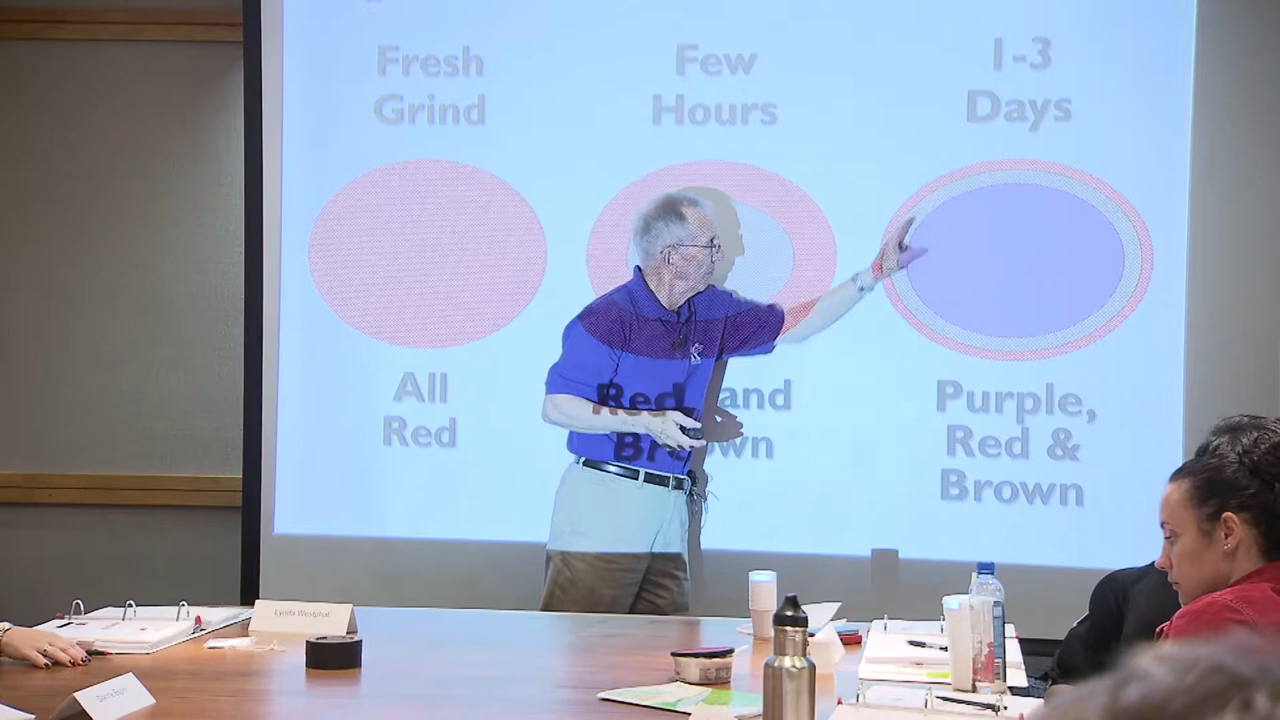 Fresh
Grind
Few
Hours
1-3
Days
All
Red
Red and
Brown
Purple,
Red &
Brown
Lynda Westphal